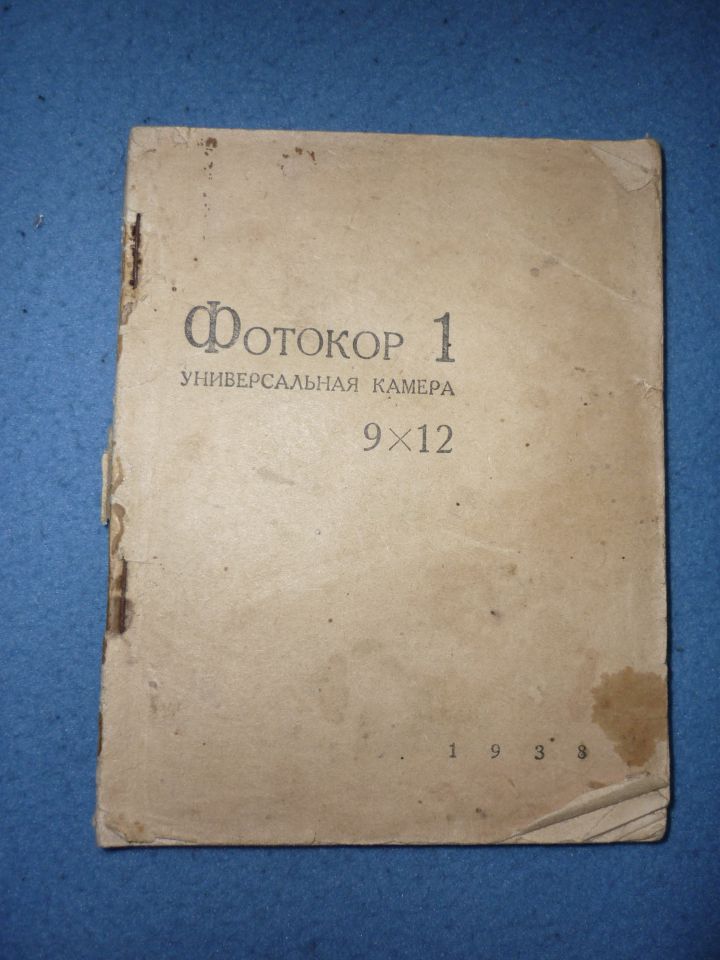 Фотокор 1
универсальная камера
9×12
1938